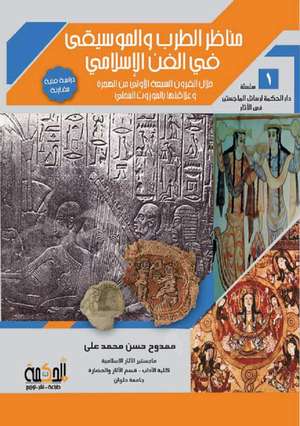 مناظر الطرب والموسيقى
في الفن الإسلامي
خلال القرون السبعة الأولى من الهجرة
وعلاقتها بالموروث المحلي
دراسة فنية
مقارنة
١
سلسلة
دار الحكمة لرسائل الماجستير
في الآثار
ممدوح حسن محمد علي
ماجستير الآثار الإسلامية
كلية الآداب - قسم الآثار والحضارة
جامعة حلوان
الحكمة